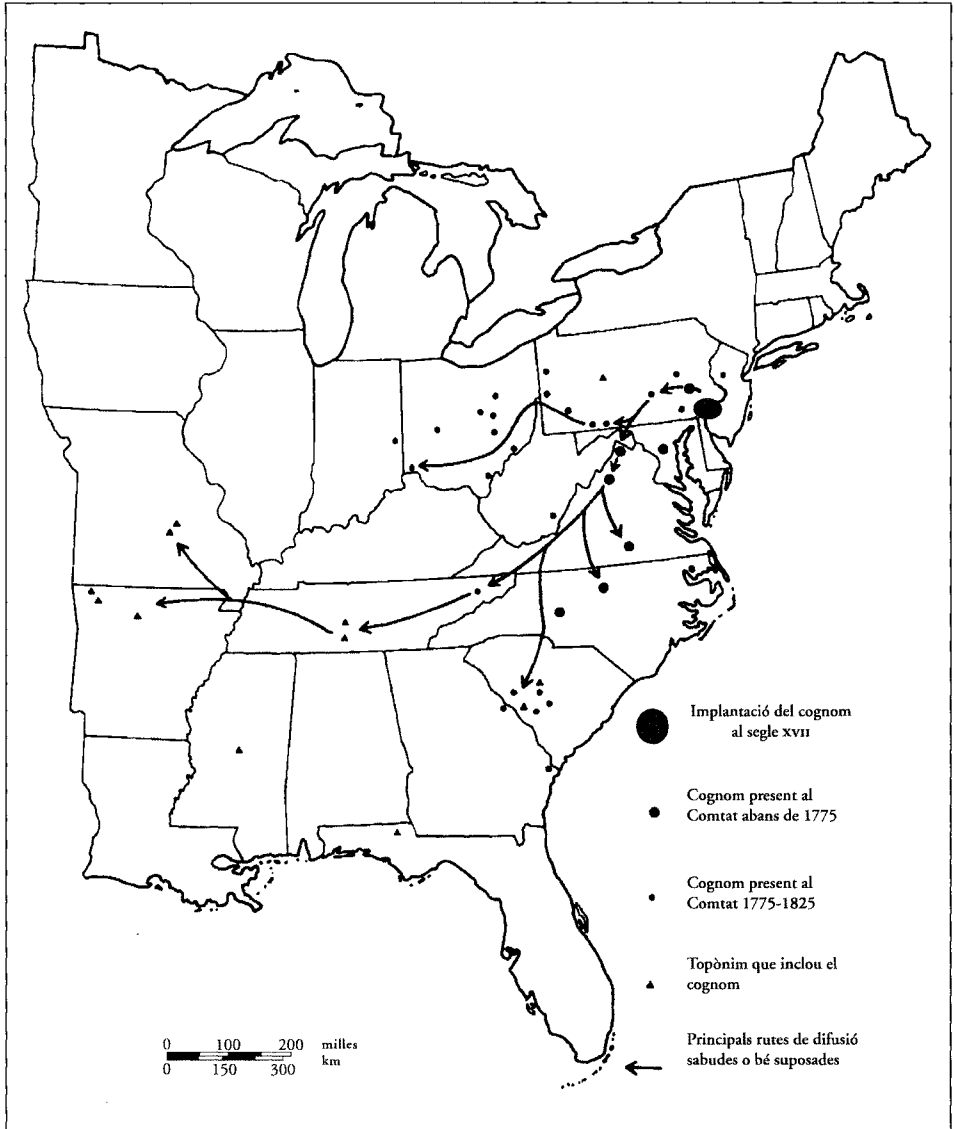 Implantació del cognom
al segle XVII
Cognom present al
Comtat abans de 1775
Cognom present al
Comtat 1775-1825
Topònim que inclou el
cognom
Principals rutes de difusió
sabudes o bé suposades
0 100 200 milles
0 150 300 km